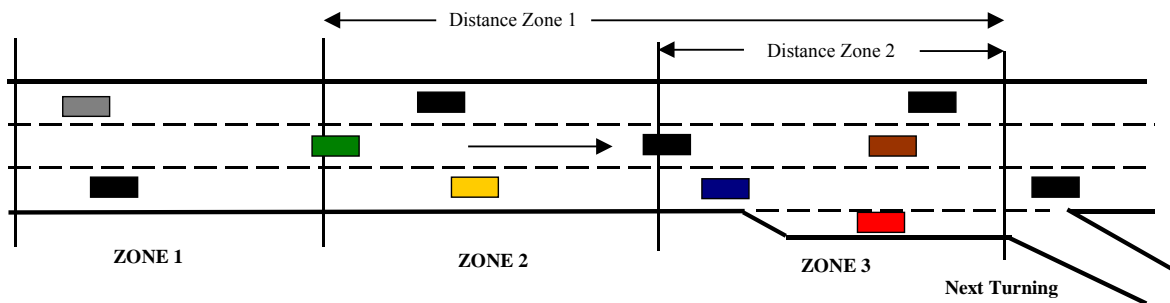 Distance Zone 1
Distance Zone 2
ZONE 1
ZONE 2
ZONE 3
Next Turning